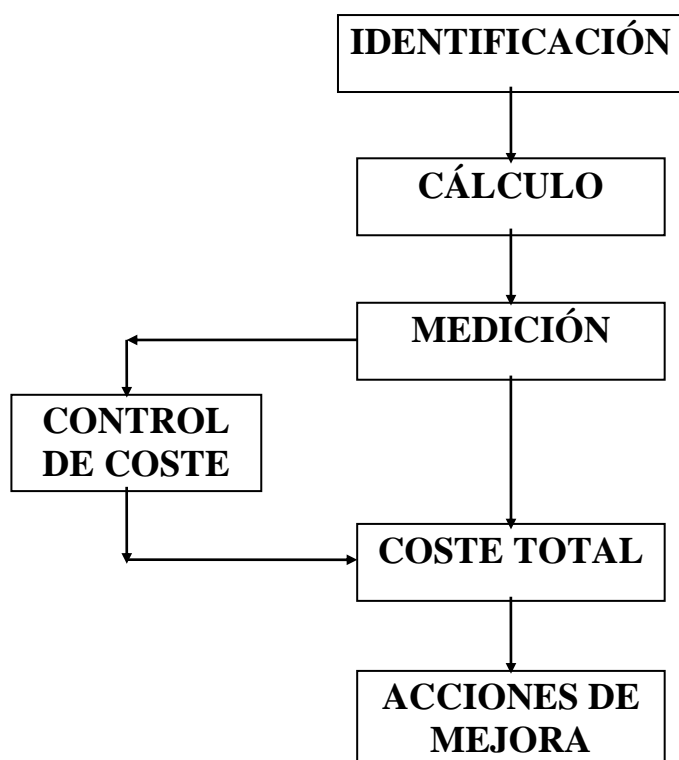 IDENTIFICACIÓN
CÁLCULO
MEDICIÓN
CONTROL
DE COSTE
COSTE TOTAL
ACCIONES DE
MEJORA